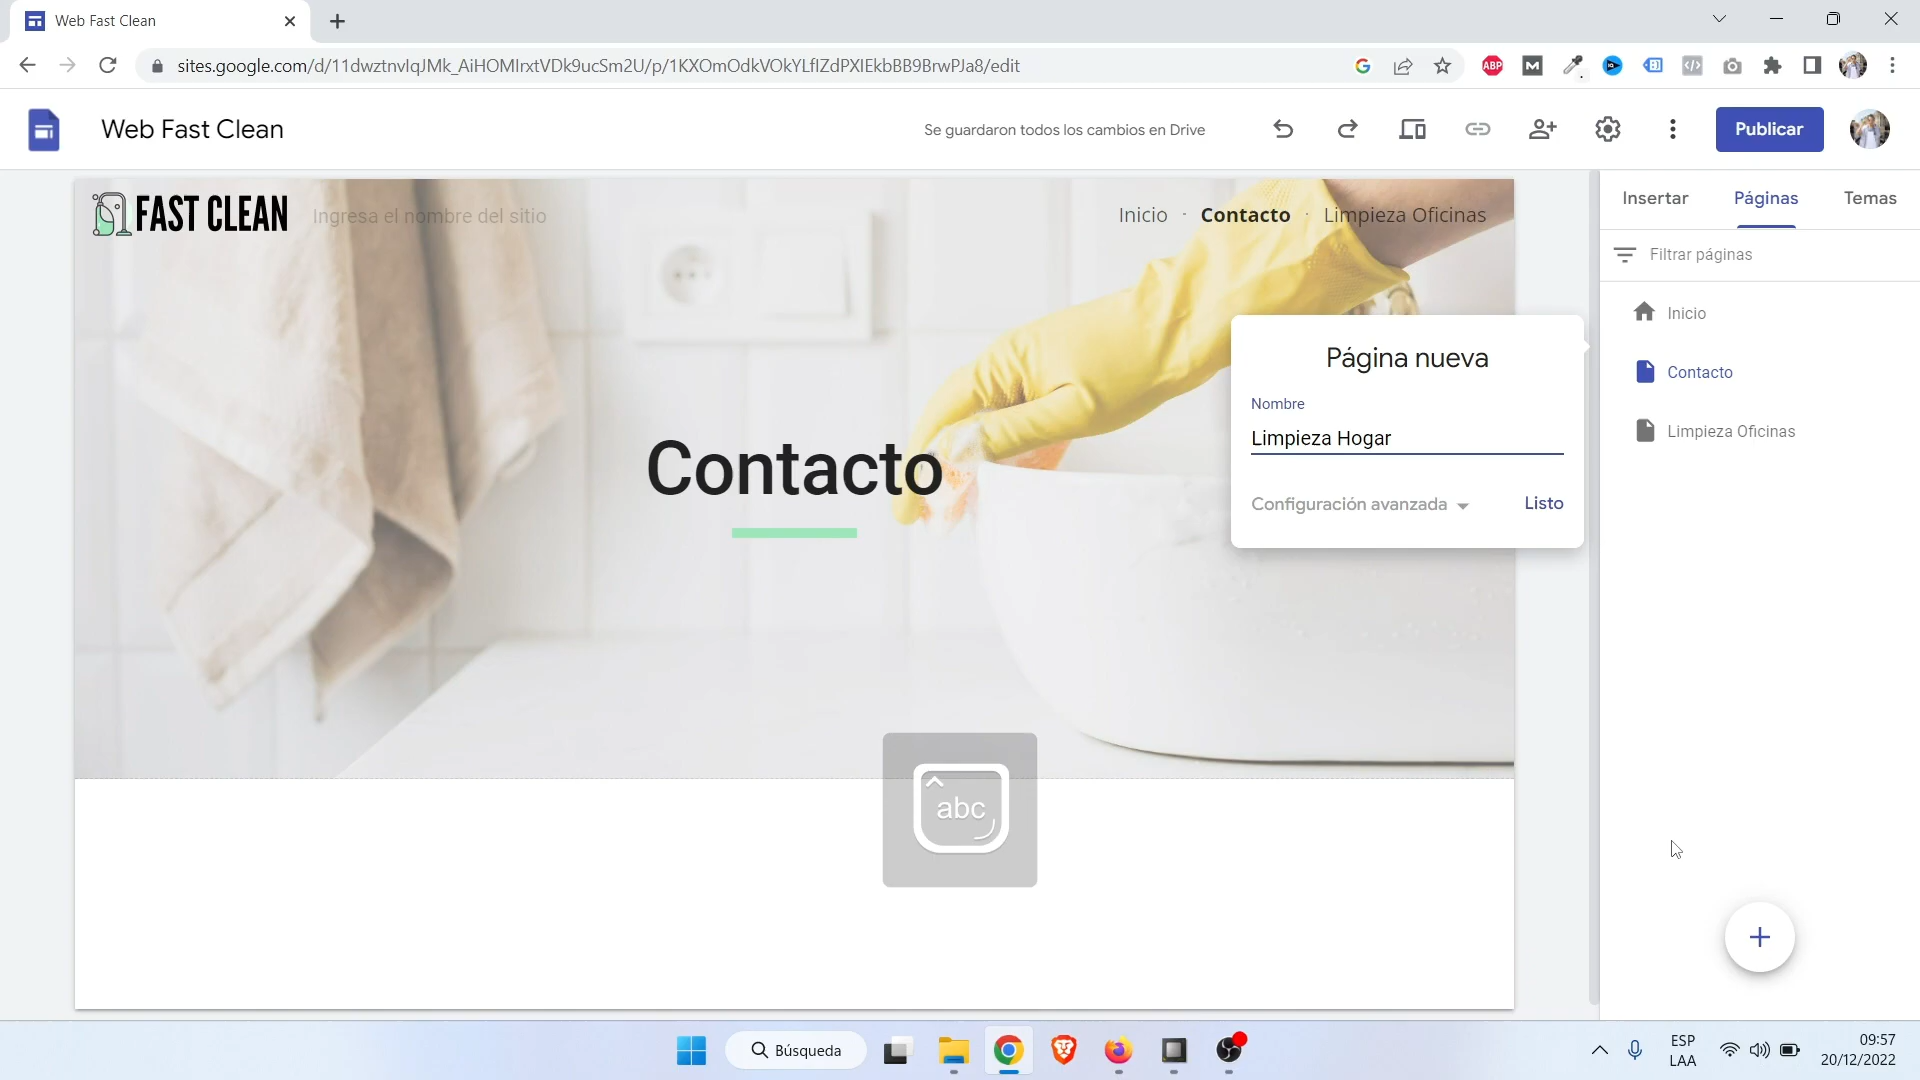 Web Fast Clean
sites.google.com/d/11dwztnvlqJMk_AiHOMIrxtVDk9ucSm2U/p/1KXOmOdkVOkYLfIZdPXIEkbBB9BrwPJa8/edit
ABP
M
Web Fast Clean
Se guardaron todos los cambios en Drive
Publicar
Insertar
Páginas
Temas
FAST CLEAN
Ingresa el nombre del sitio
Inicio
Contacto
Limpieza Oficinas
Filtrar páginas
Inicio
Contacto
Limpieza Oficinas
Página nueva
Nombre
Limpieza Hogar
Configuración avanzada
Listo
Contacto
abc
Búsqueda
ESP
LAA
09:57
20/12/2022